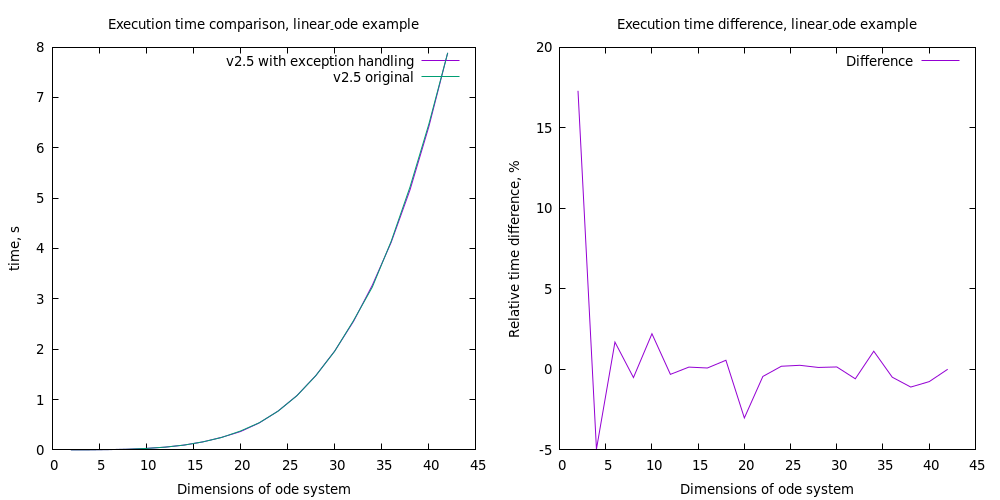 Execution time comparison, linear_ode example
8
7
6
5
4
3
2
1
0
0 5 10 15 20 25 30 35 40 45
time, s
Dimensions of ode system
v2.5 with exception handling
v2.5 original
Execution time difference, linear_ode example
20
15
10
5
0
-5
0 5 10 15 20 25 30 35 40 45
Relative time difference, %
Dimensions of ode system
Difference